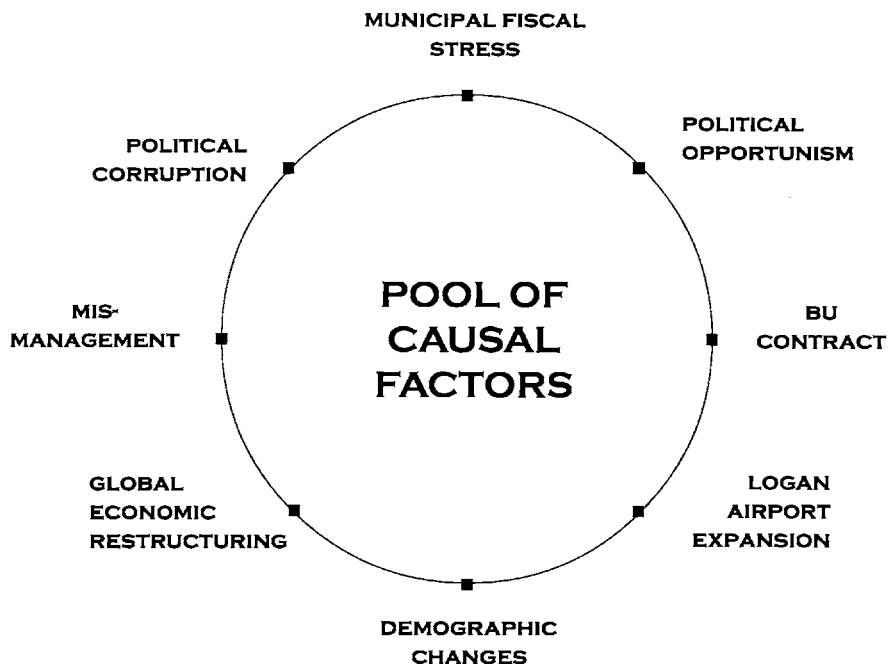 MUNICIPAL FISCAL
STRESS
POLITICAL
OPPORTUNISM
POLITICAL
CORRUPTION
POOL OF
CAUSAL
FACTORS
MIS-
MANAGEMENT
BU
CONTRACT
GLOBAL
ECONOMIC
RESTRUCTURING
LOGAN
AIRPORT
EXPANSION
DEMOGRAPHIC
CHANGES